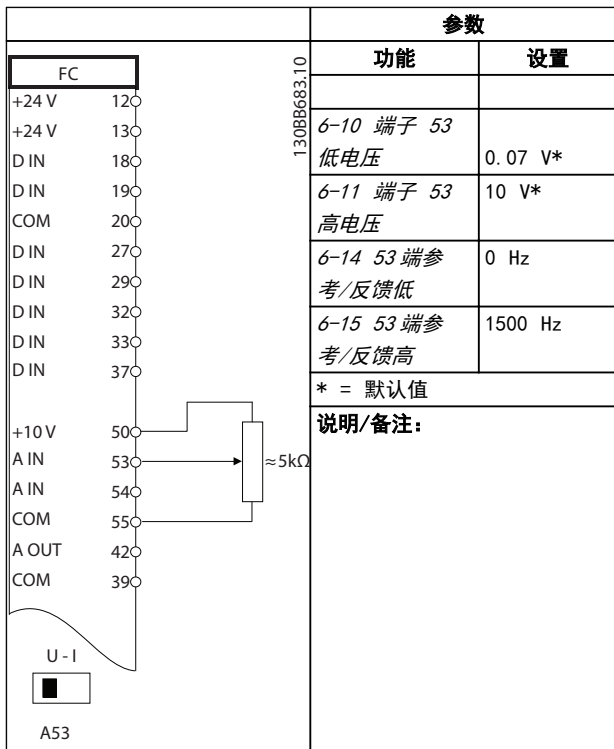 参数
功能 设置
6-10 端子 53
低电压 0.07 V*
6-11 端子 53 10 V*
高电压
6-14 53 端参 0 Hz
考/反馈低
6-15 53 端参 1500 Hz
考/反馈高
* = 默认值
说明/备注:
FC
130BB683.10
+24 V 12
+24 V 13
D IN 18
D IN 19
COM 20
D IN 27
D IN 29
D IN 32
D IN 33
D IN 37
+10 V 50
A IN 53
≈5kΩ
A IN 54
COM 55
A OUT 42
COM 39
U - I
A53